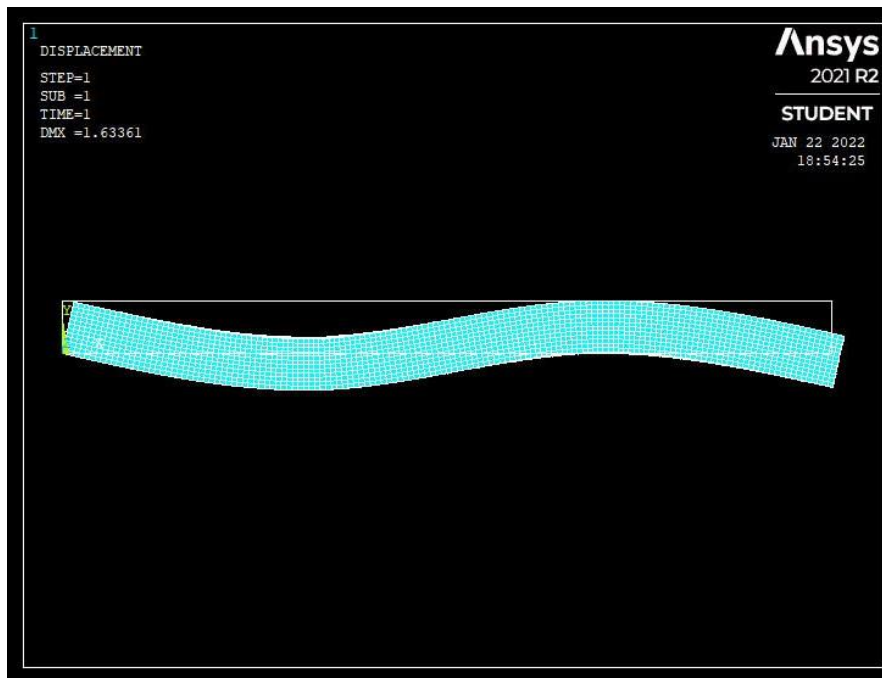 1
DISPLACEMENT
STEP=1
SUB =1
TIME=1
DMX =1.63361
Ansys
2021 R2
STUDENT
JAN 22 2022
18:54:25
Y
X